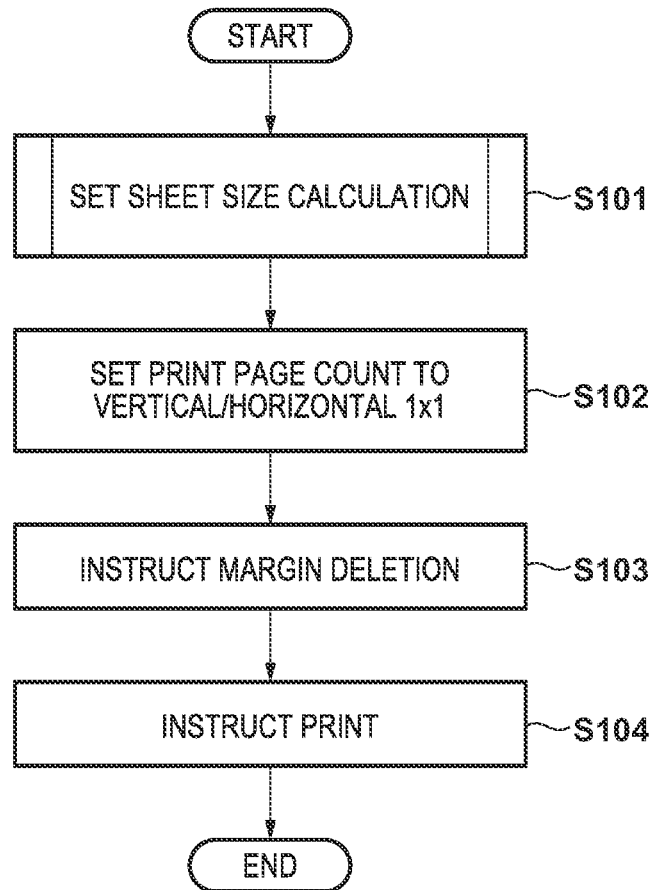 START
SET SHEET SIZE CALCULATION
S101
SET PRINT PAGE COUNT TO
VERTICAL/HORIZONTAL 1x1
S102
INSTRUCT MARGIN DELETION
S103
INSTRUCT PRINT
S104
END